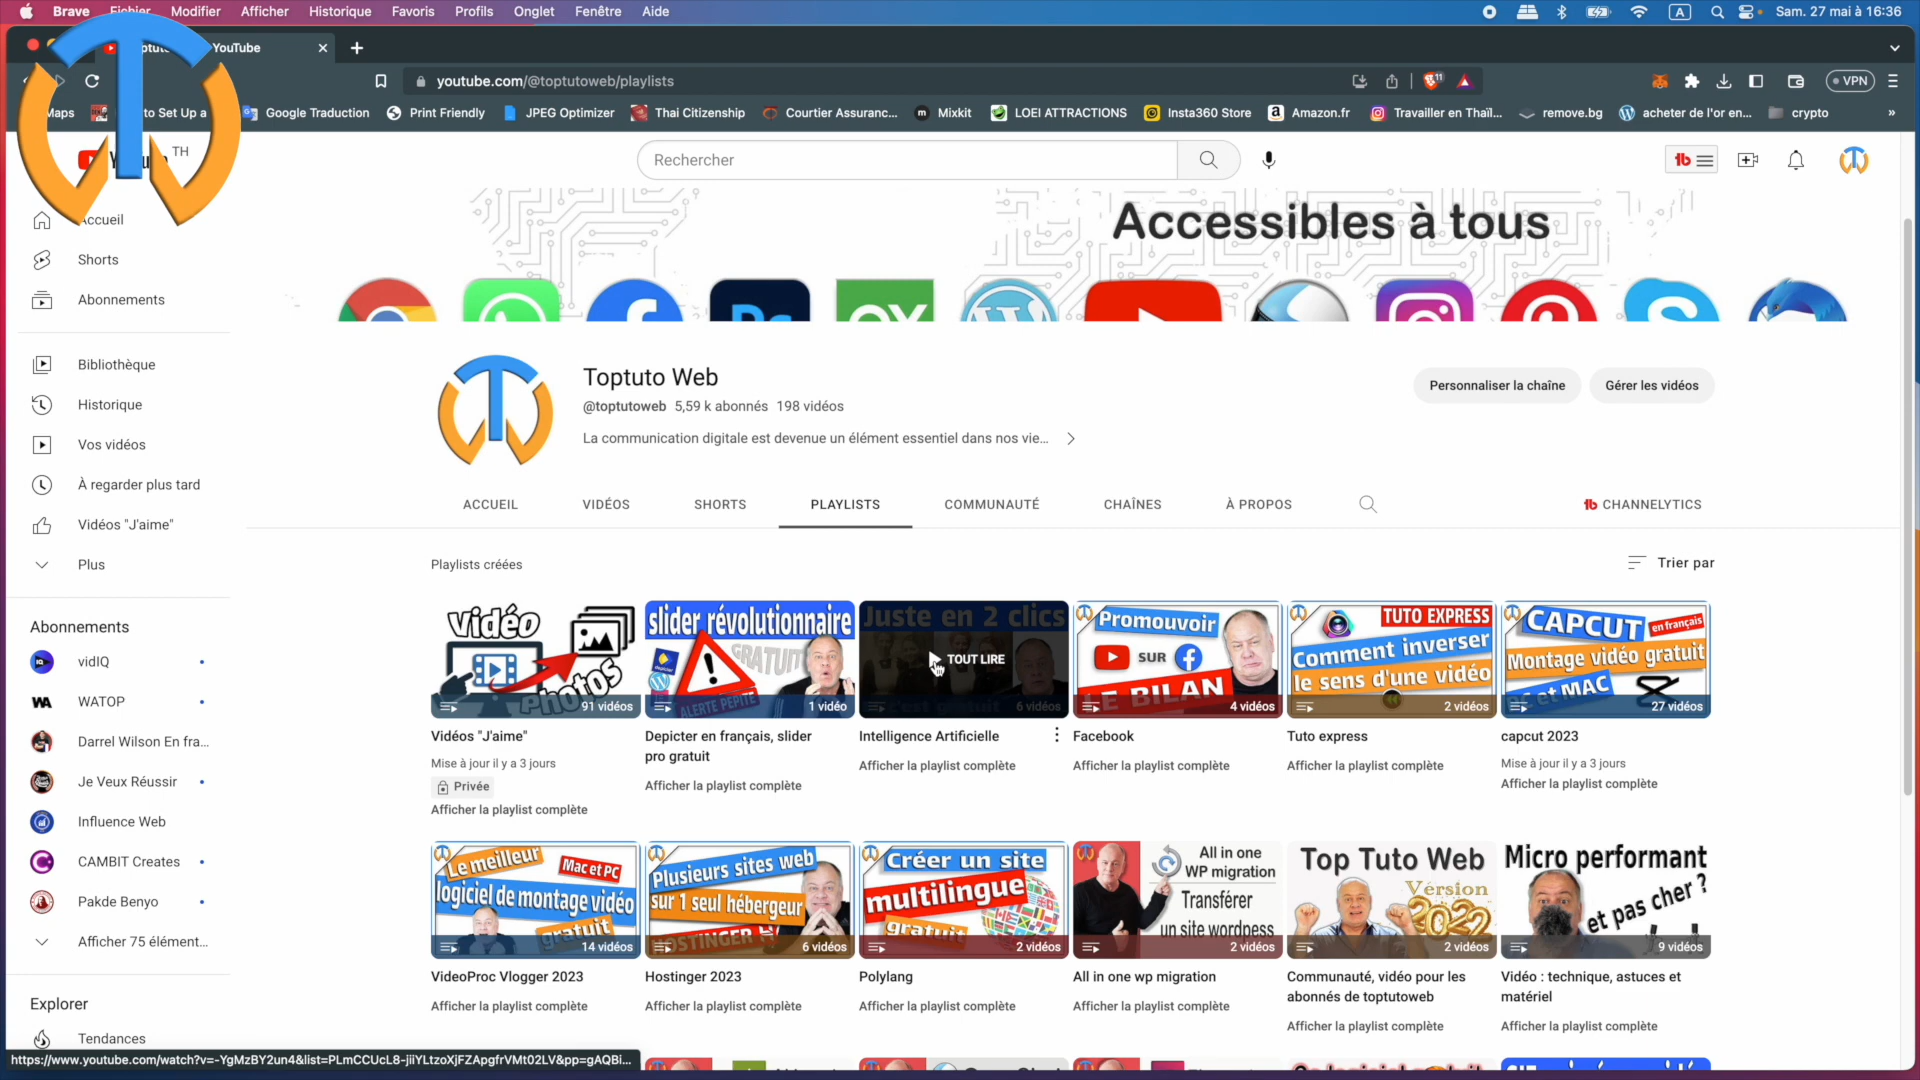 Brave Fichier Modifier Afficher Historique Favoris Profils Onglet Fenêtre Aide
A Sam. 27 mai à 16:36
YouTube
youtube.com/@toptutoweb/playlists
11
VPN
Maps
to Set Up a
Google Traduction
Print Friendly
JPEG Optimizer
Thai Citizenship
Courtier Assuranc...
Mixkit
LOEI ATTRACTIONS
Insta360 Store
Amazon.fr
Travailler en Thaïl...
remove.bg
acheter de l'or en...
crypto
»
TH
Rechercher
Accueil
Shorts
Abonnements
Bibliothèque
Historique
Vos vidéos
À regarder plus tard
Vidéos "J'aime"
Plus
Abonnements
vidIQ
WATOP
Darrel Wilson En fra...
Je Veux Réussir
Influence Web
CAMBIT Creates
Pakde Benyo
Afficher 75 élément...
Explorer
Tendances
Accessibles à tous
Toptuto Web
@toptutoweb 5,59 k abonnés 198 vidéos
La communication digitale est devenue un élément essentiel dans nos vie...
Personnaliser la chaîne
Gérer les vidéos
ACCUEIL
VIDÉOS
SHORTS
PLAYLISTS
COMMUNAUTÉ
CHAÎNES
À PROPOS
CHANNELYTICS
Playlists créées
Trier par
Vidéo
Photos
91 vidéos
Vidéos "J'aime"
Mise à jour il y a 3 jours
Privée
Afficher la playlist complète
slider révolutionnaire
GRATUIT
ALERTE PEPITE
1 vidéo
Depicter en français, slider
pro gratuit
Afficher la playlist complète
Juste en 2 clics
TOUT LIRE
6 vidéos
Intelligence Artificielle
Afficher la playlist complète
Promouvoir
SUR
LE BILAN
4 vidéos
Facebook
Afficher la playlist complète
TUTO EXPRESS
Comment inverser
le sens d'une vidéo
2 vidéos
Tuto express
Afficher la playlist complète
CAPCUT en français
Montage vidéo gratuit
PC et MAC
27 vidéos
capcut 2023
Mise à jour il y a 3 jours
Afficher la playlist complète
Le meilleur
Mac et PC
logiciel de montage vidéo
gratuit
14 vidéos
VideoProc Vlogger 2023
Afficher la playlist complète
Plusieurs sites web
sur 1 seul hébergeur
HOSTINGER
6 vidéos
Hostinger 2023
Afficher la playlist complète
Créer un site
multilingue
gratuit
2 vidéos
Polylang
Afficher la playlist complète
All in one
WP migration
Transférer
un site wordpess
2 vidéos
All in one wp migration
Afficher la playlist complète
Top Tuto Web
Vérsion
2022
2 vidéos
Communauté, vidéo pour les
abonnés de toptutoweb
Afficher la playlist complète
Micro performant
et pas cher ?
9 vidéos
Vidéo : technique, astuces et
matériel
Afficher la playlist complète
https://www.youtube.com/watch?v=-YgMzBY2un4&list=PLmCCUcL8-jiiYLtzoXjFZApgfrVMt02LV&pp=gAQBi...